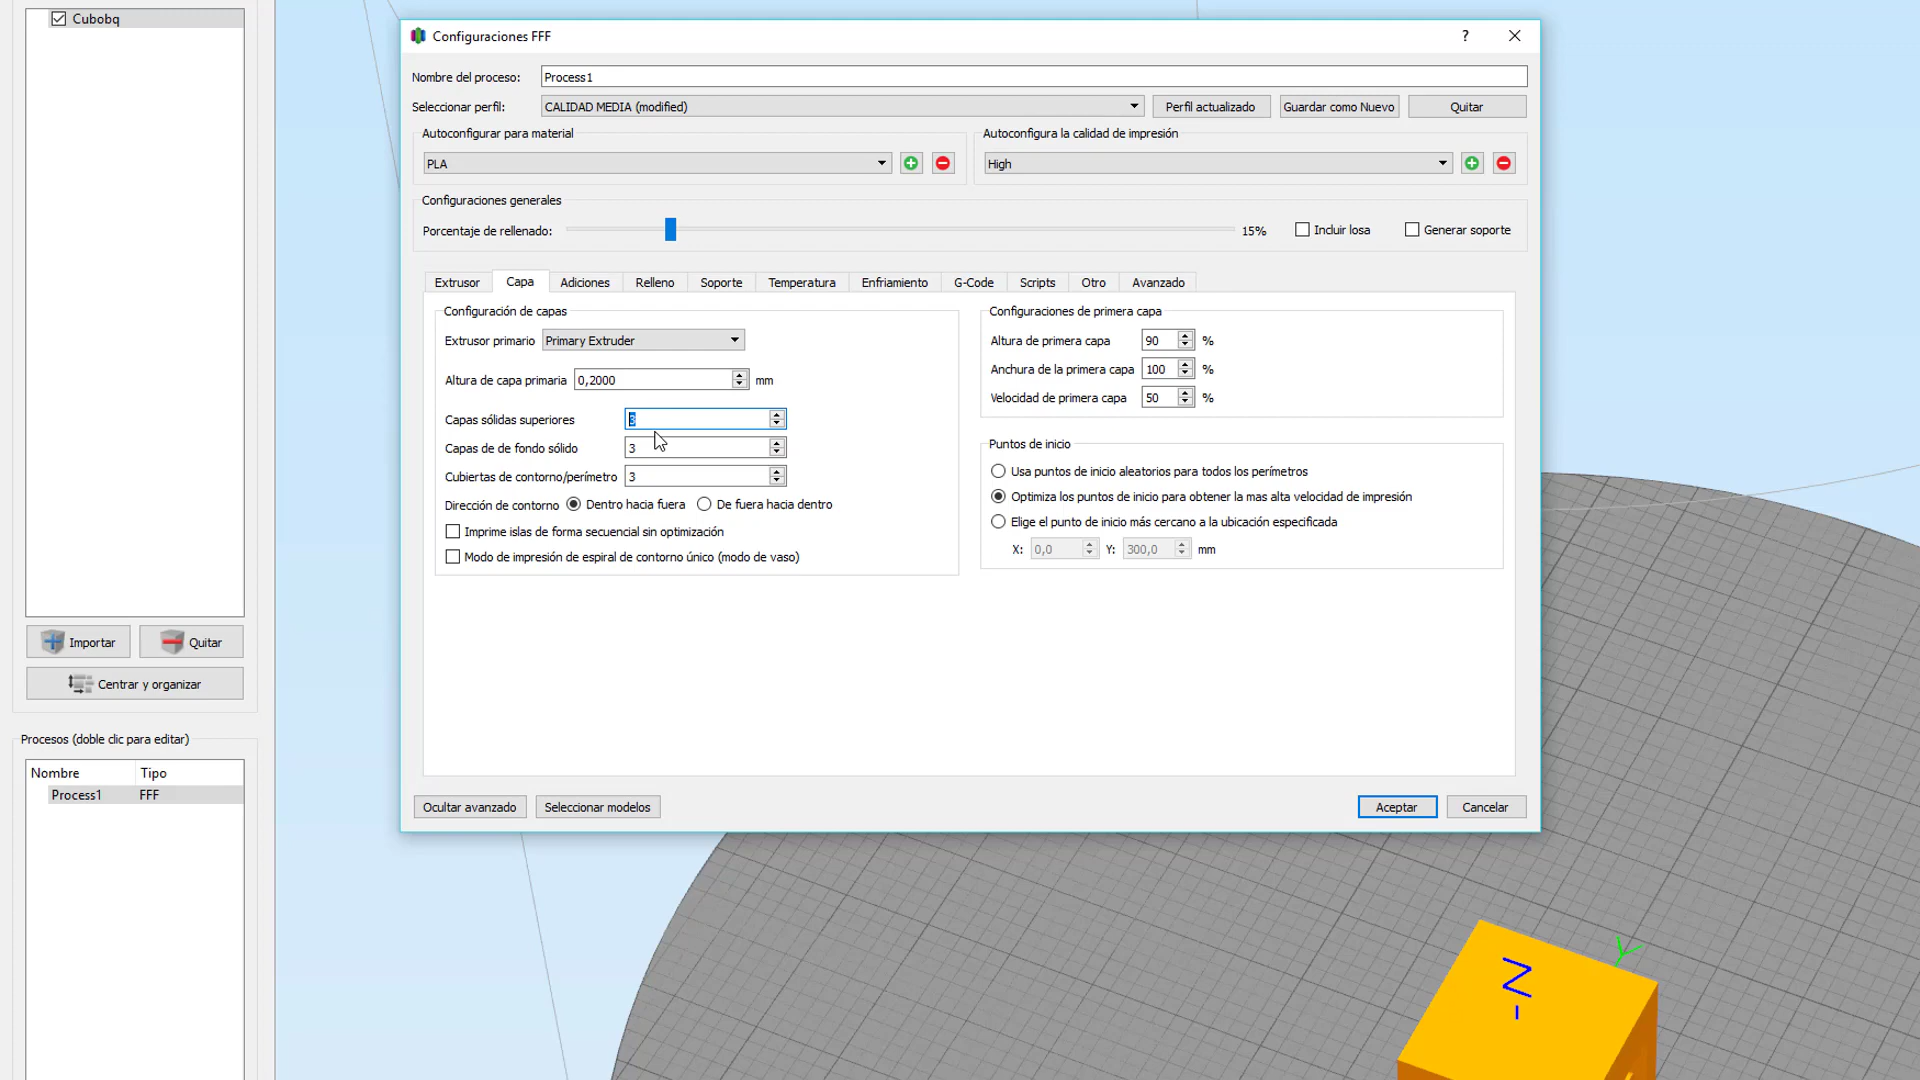 Cubobq
Configuraciones FFF
?
Nombre del proceso: Process1
Seleccionar perfil: CALIDAD MEDIA (modified) Perfil actualizado Guardar como Nuevo Quitar
Autoconfigurar para material
PLA
Autoconfigura la calidad de impresión
High
Configuraciones generales
Porcentaje de rellenado: 15% Incluir losa Generar soporte
Extrusor Capa Adiciones Relleno Soporte Temperatura Enfriamiento G-Code Scripts Otro Avanzado
Configuración de capas
Extrusor primario Primary Extruder
Altura de capa primaria 0,2000 mm
Capas sólidas superiores 3
Capas de de fondo sólido 3
Cubiertas de contorno/perímetro 3
Dirección de contorno Dentro hacia fuera De fuera hacia dentro
Imprime islas de forma secuencial sin optimización
Modo de impresión de espiral de contorno único (modo de vaso)
Configuraciones de primera capa
Altura de primera capa 90 %
Anchura de la primera capa 100 %
Velocidad de primera capa 50 %
Puntos de inicio
Usa puntos de inicio aleatorios para todos los perímetros
Optimiza los puntos de inicio para obtener la mas alta velocidad de impresión
Elige el punto de inicio más cercano a la ubicación especificada
X: 0,0 Y: 300,0 mm
Ocultar avanzado Seleccionar modelos Aceptar Cancelar
Importar Quitar
Centrar y organizar
Procesos (doble clic para editar)
Nombre Tipo
Process1 FFF
Y
Z